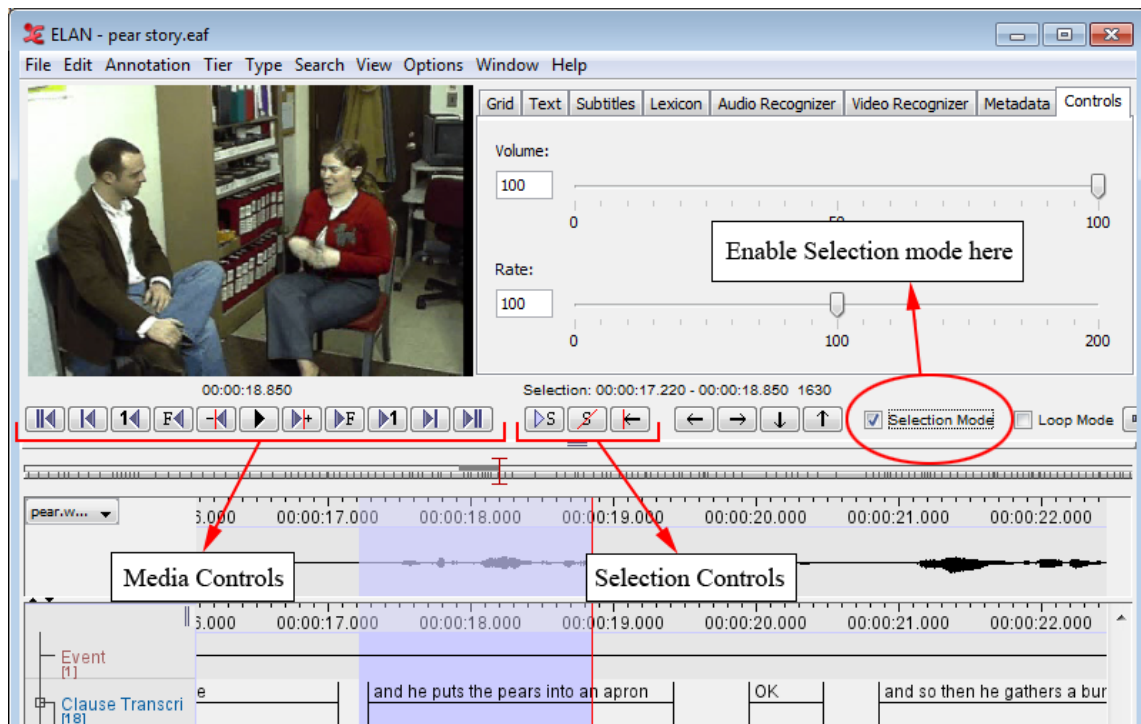 ELAN - pear story.eaf
File Edit Annotation Tier Type Search View Options Window Help
Grid Text Subtitles Lexicon Audio Recognizer Video Recognizer Metadata Controls
Volume:
100
0 100
Enable Selection mode here
Rate:
100
0 100 200
00:00:18.850
Selection: 00:00:17.220 - 00:00:18.850 1630
1 F + F 1 S S Selection Mode Loop Mode
pear.w...
6.000 00:00:17.000 00:00:18.000 00:00:19.000 00:00:20.000 00:00:21.000 00:00:22.000
Media Controls Selection Controls
6.000 00:00:17.000 00:00:18.000 00:00:19.000 00:00:20.000 00:00:21.000 00:00:22.000
Event
[1]
e and he puts the pears into an apron OK and so then he gathers a bur
Clause Transcri
[18]